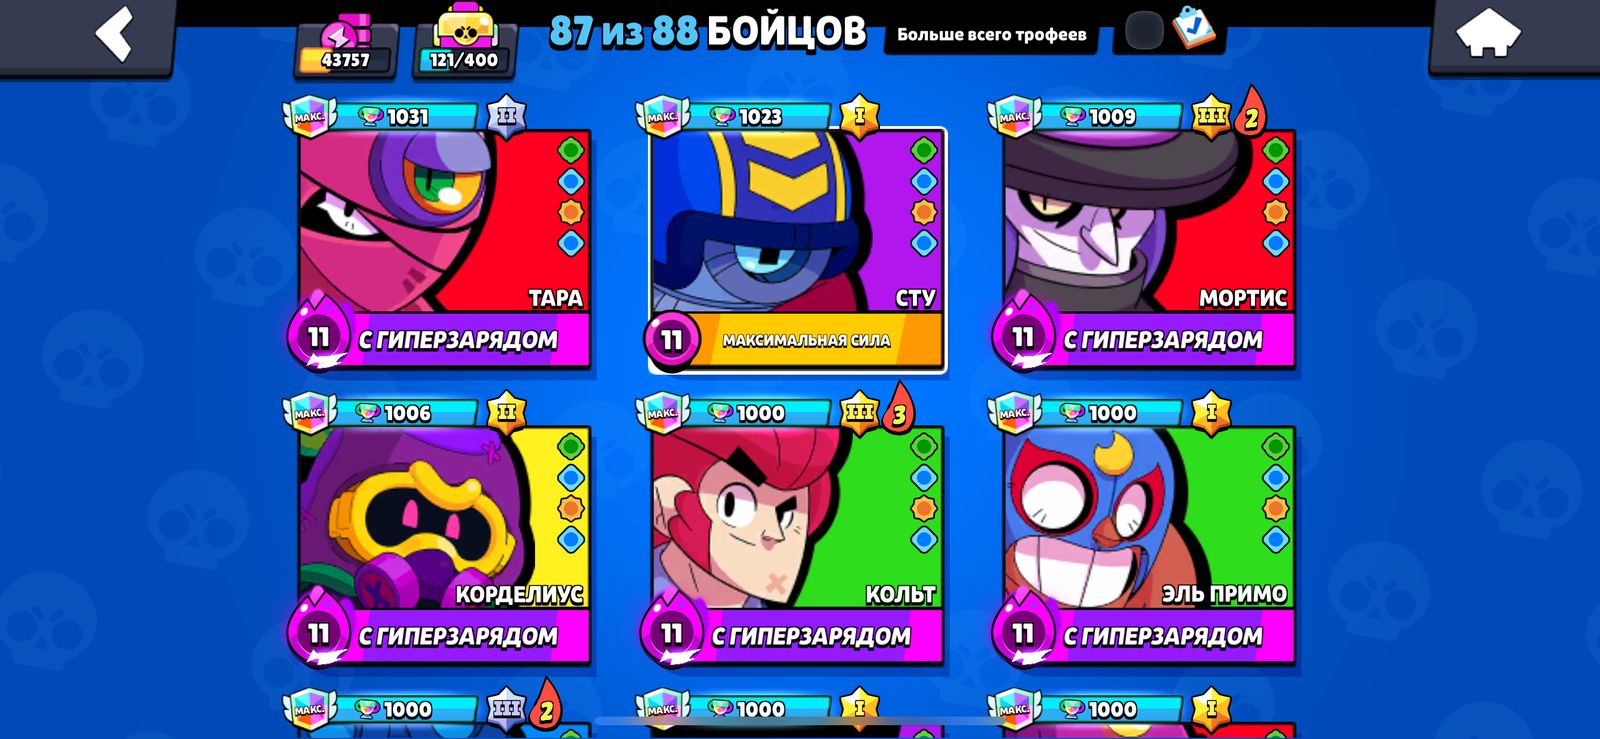 43757
121/400
87 из 88 БОЙЦОВ
Больше всего трофеев
МАКС. 1031 II
МАКС. 1023 I
МАКС. 1009 III 2
ТАРА
СТУ
МОРТИС
11 С ГИПЕРЗАРЯДОМ
11 МАКСИМАЛЬНАЯ СИЛА
11 С ГИПЕРЗАРЯДОМ
МАКС. 1006 II
МАКС. 1000 III 3
МАКС. 1000 I
КОРДЕЛИУС
КОЛЬТ
ЭЛЬ ПРИМО
11 С ГИПЕРЗАРЯДОМ
11 С ГИПЕРЗАРЯДОМ
11 С ГИПЕРЗАРЯДОМ
МАКС. 1000 III 2
МАКС. 1000 I
МАКС. 1000 I